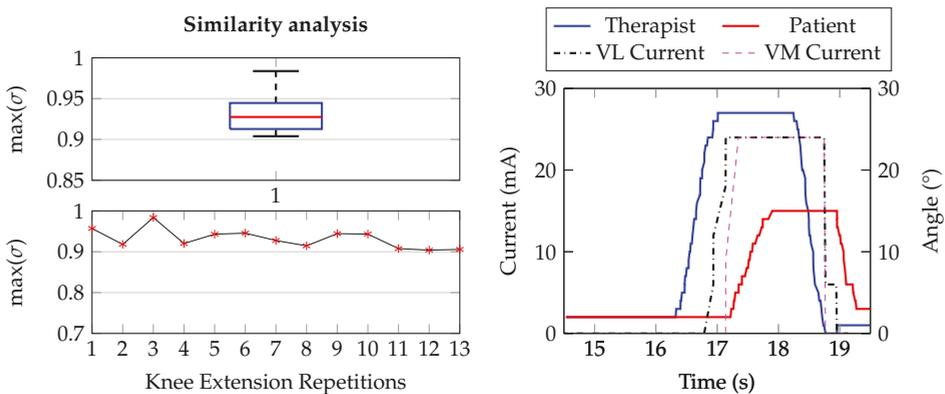 Similarity analysis
max(σ)
1
0.95
0.9
0.85
1
max(σ)
1
0.9
0.8
0.7
1 2 3 4 5 6 7 8 9 10 11 12 13
Knee Extension Repetitions
Therapist Patient
VL Current VM Current
Current (mA)
30
20
10
0
15 16 17 18 19
Time (s)
30
20
10
0
Angle (°)